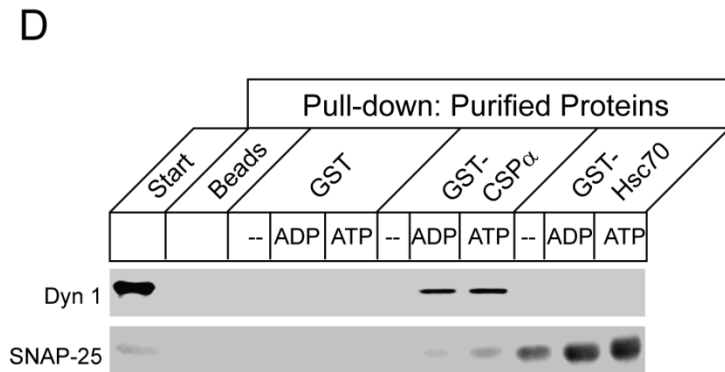 D
Pull-down: Purified Proteins
Start
Beads
GST
GST-
CSPα
GST-
Hsc70
-- ADP ATP -- ADP ATP -- ADP ATP
Dyn 1
SNAP-25